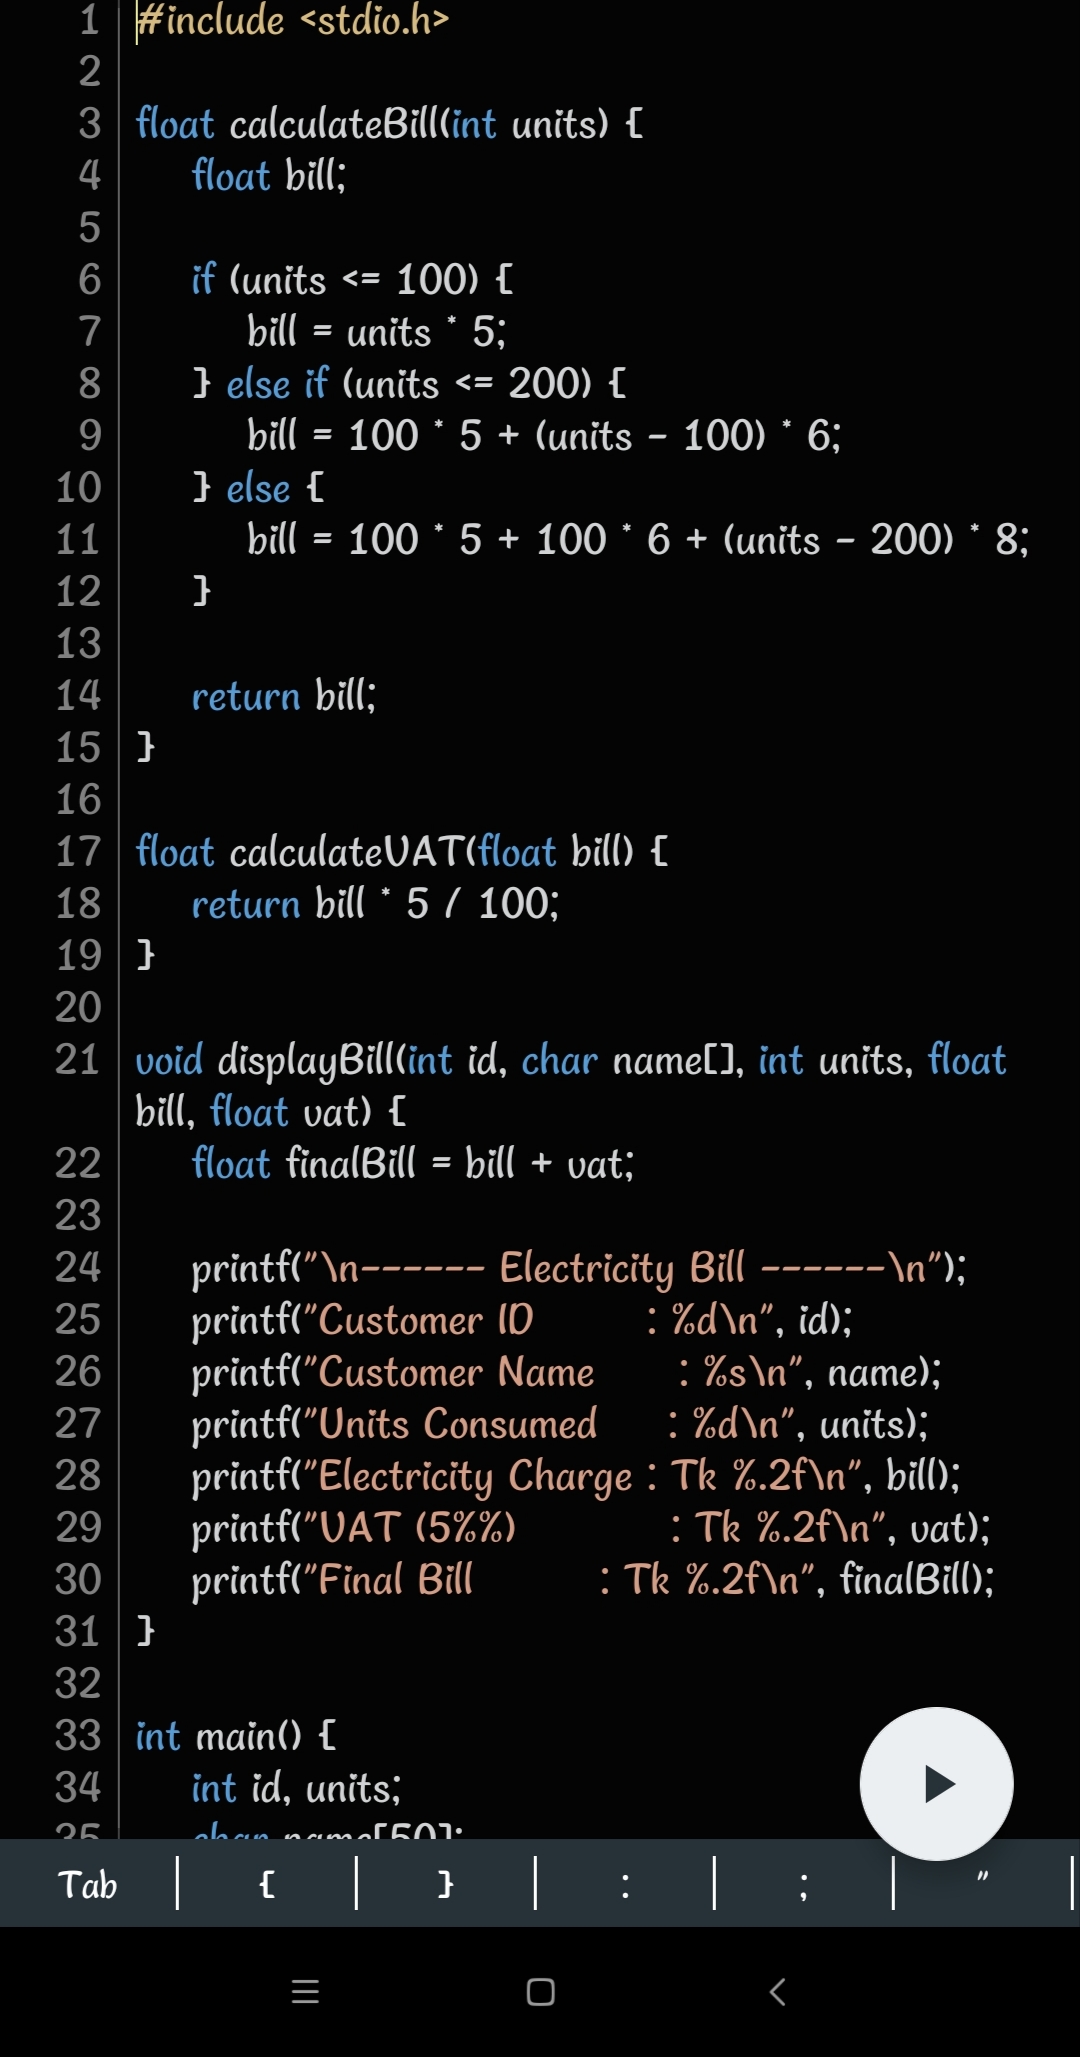 1 #include <stdio.h>
2
3 float calculateBill(int units) {
4 float bill;
5
6 if (units <= 100) {
7 bill = units * 5;
8 } else if (units <= 200) {
9 bill = 100 * 5 + (units - 100) * 6;
10 } else {
11 bill = 100 * 5 + 100 * 6 + (units - 200) * 8;
12 }
13
14 return bill;
15 }
16
17 float calculateVAT(float bill) {
18 return bill * 5 / 100;
19 }
20
21 void displayBill(int id, char name[], int units, float
bill, float vat) {
22 float finalBill = bill + vat;
23
24 printf("\n------ Electricity Bill ------\n");
25 printf("Customer ID        : %d\n", id);
26 printf("Customer Name      : %s\n", name);
27 printf("Units Consumed     : %d\n", units);
28 printf("Electricity Charge : Tk %.2f\n", bill);
29 printf("VAT (5%%)           : Tk %.2f\n", vat);
30 printf("Final Bill         : Tk %.2f\n", finalBill);
31 }
32
33 int main() {
34 int id, units;
35 char name[50];
Tab { } : ; "